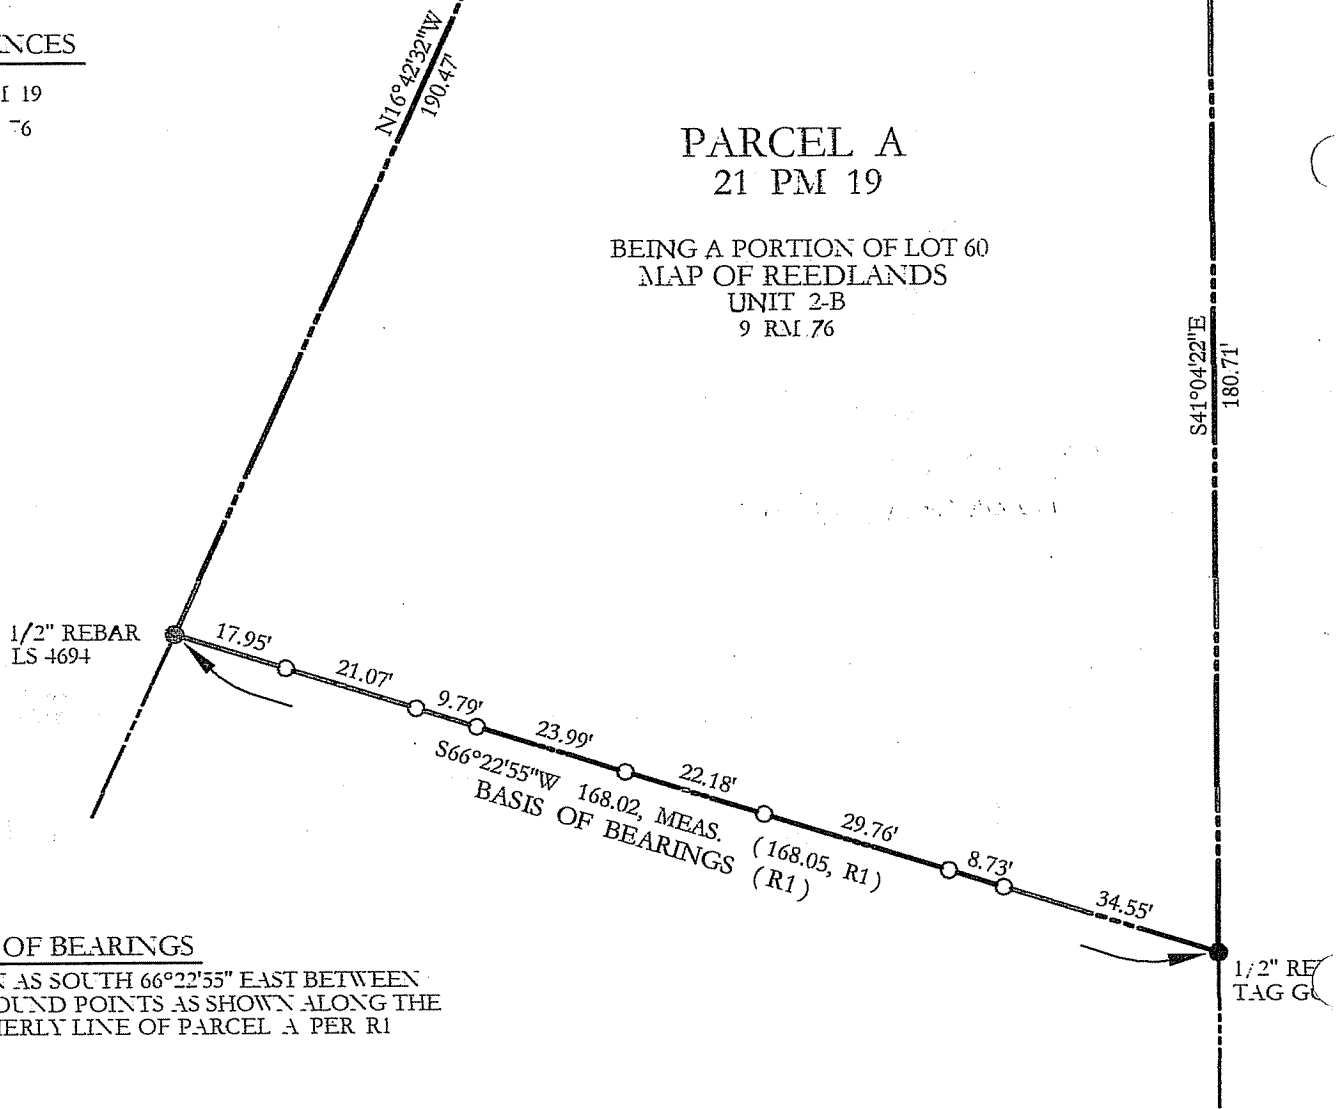 NCES
M 19
76
N16°42'32"W
190.47'
PARCEL A
21 PM 19
BEING A PORTION OF LOT 60
MAP OF REEDLANDS
UNIT 2-B
9 RM 76
S41°04'22"E
180.71'
1/2" REBAR
LS 4694
17.95'
21.07'
9.79'
23.99'
22.18'
29.76'
8.73'
34.55'
S66°22'55"W 168.02, MEAS. (168.05, R1)
BASIS OF BEARINGS (R1)
1/2" RE
TAG G
OF BEARINGS
N AS SOUTH 66°22'55" EAST BETWEEN
OUND POINTS AS SHOWN ALONG THE
HERLY LINE OF PARCEL A PER R1